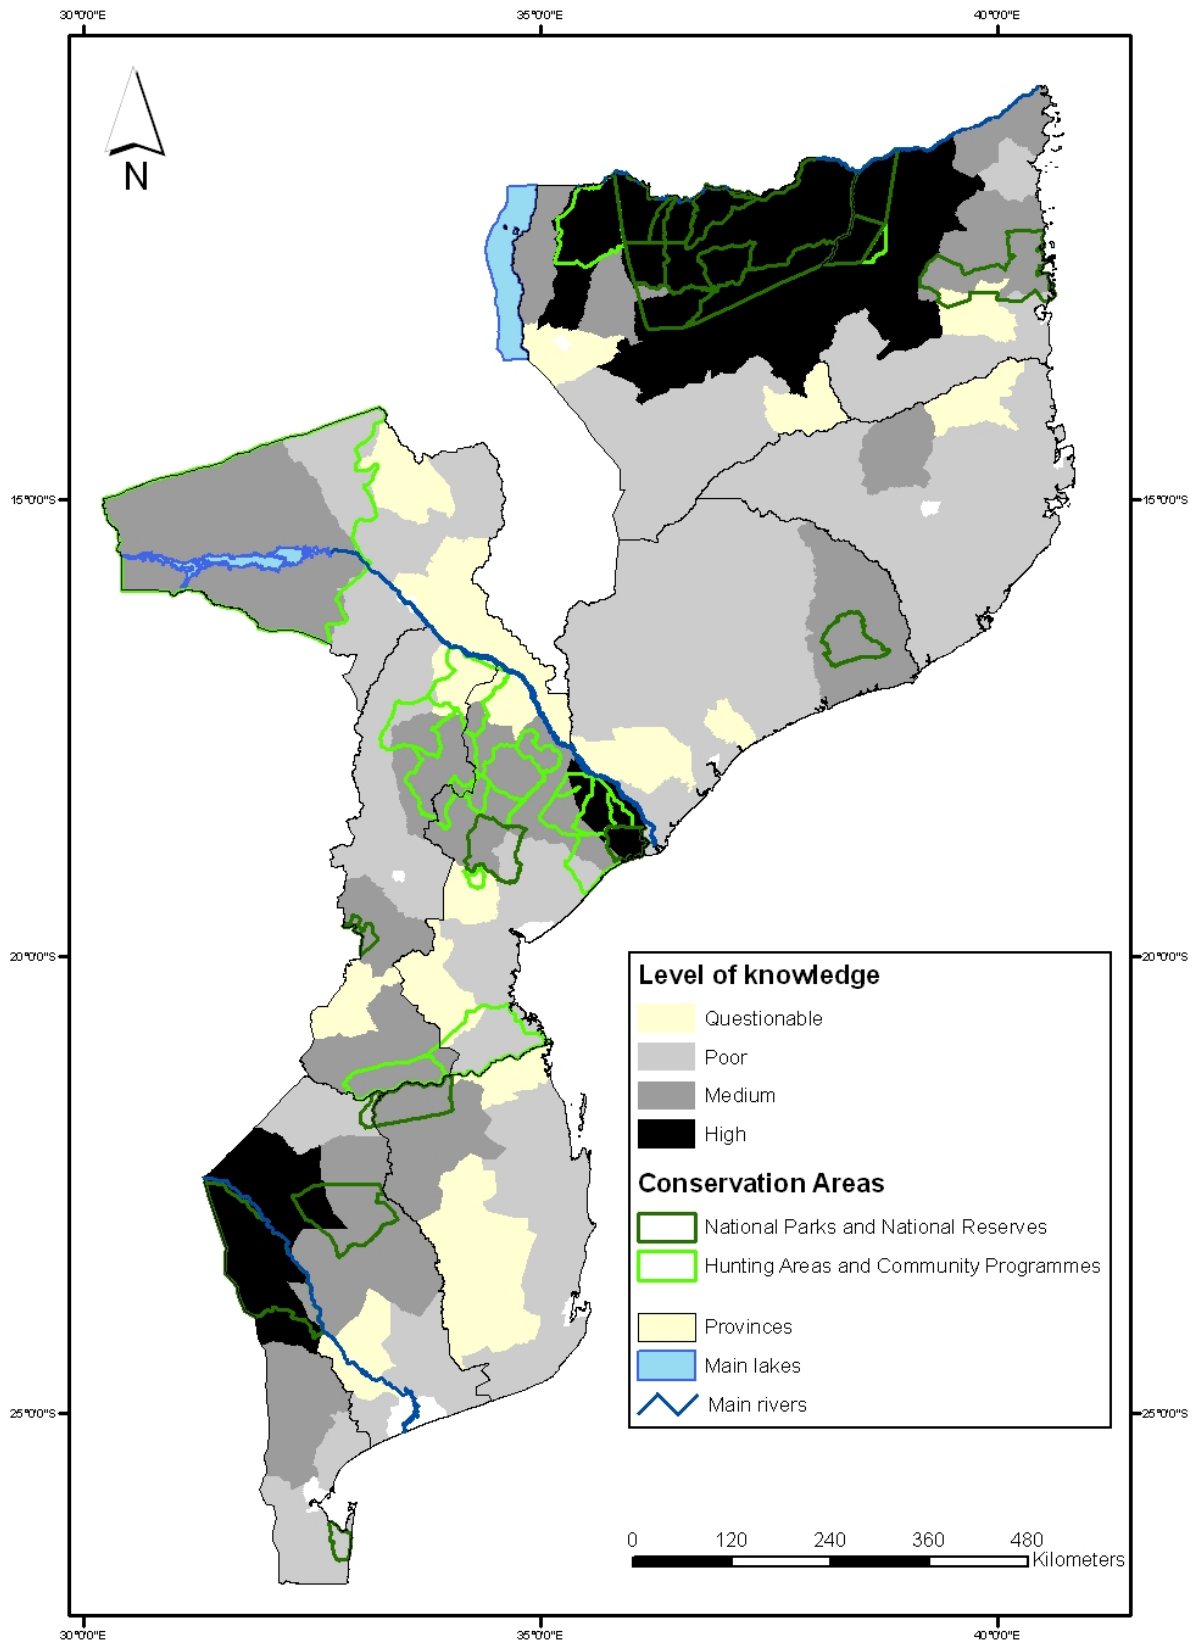 30°0'0"E 35°0'0"E 40°0'0"E
N
15°0'0"S 15°0'0"S
20°0'0"S 20°0'0"S
Level of knowledge
Questionable
Poor
Medium
High
Conservation Areas
National Parks and National Reserves
Hunting Areas and Community Programmes
Provinces
Main lakes
Main rivers
25°0'0"S 25°0'0"S
0 120 240 360 480
Kilometers
30°0'0"E 35°0'0"E 40°0'0"E